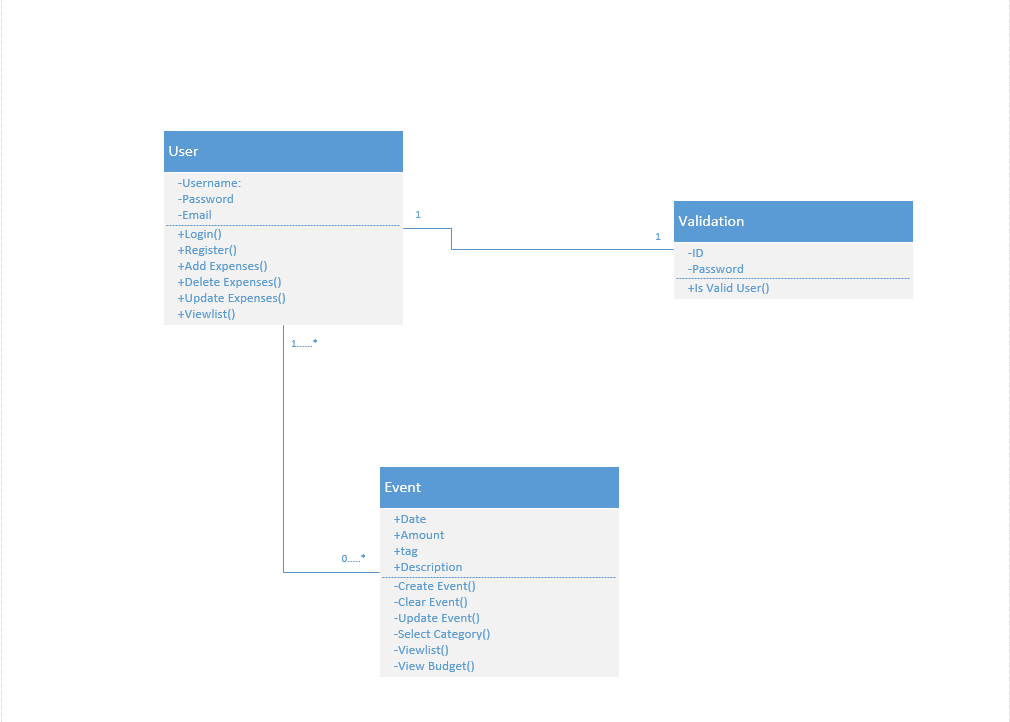 User
-Username:
-Password
-Email
+Login()
+Register()
+Add Expenses()
+Delete Expenses()
+Update Expenses()
+Viewlist()
1
1
Validation
-ID
-Password
+Is Valid User()
1......*
0.....*
Event
+Date
+Amount
+tag
+Description
-Create Event()
-Clear Event()
-Update Event()
-Select Category()
-Viewlist()
-View Budget()